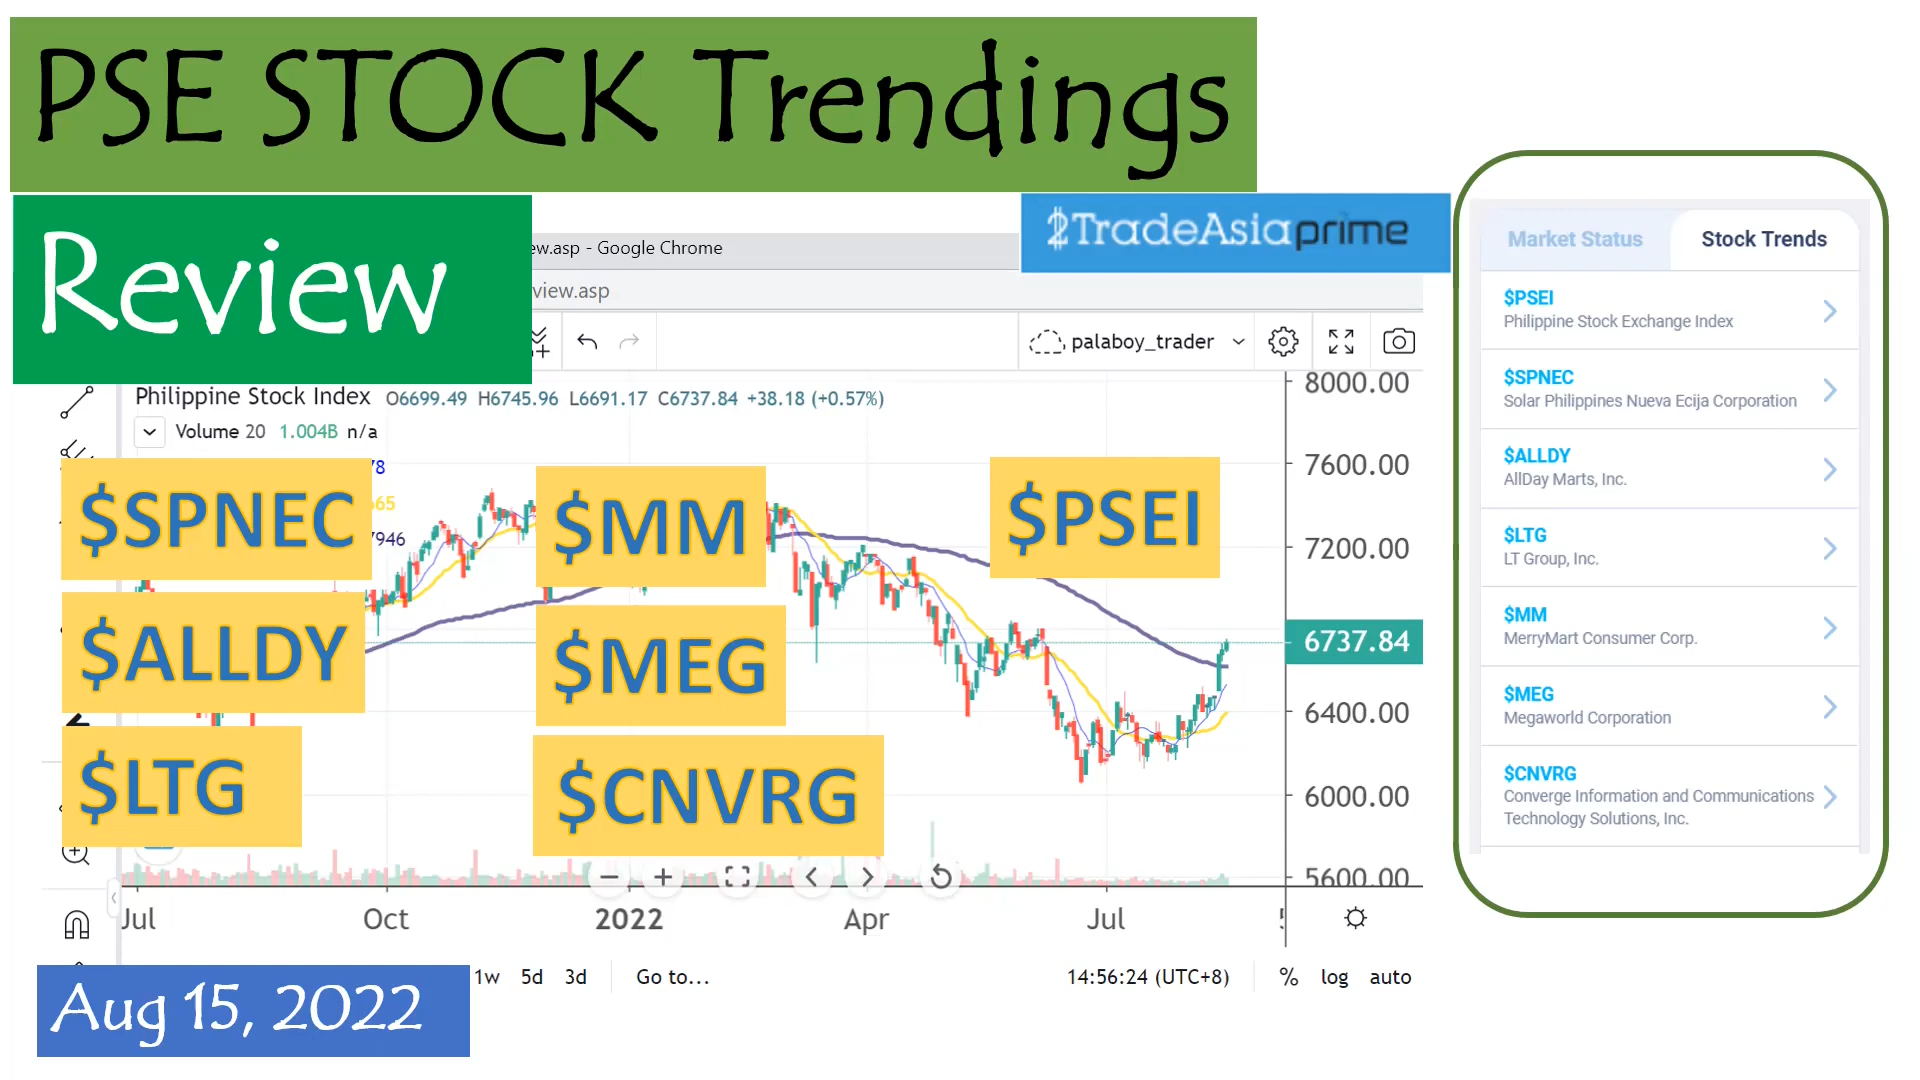 PSE STOCK Trendings
Review
TradeAsiaprime
ew.asp - Google Chrome
view.asp
palaboy_trader
Philippine Stock Index O6699.49 H6745.96 L6691.17 C6737.84 +38.18 (+0.57%)
Volume 20 1.004B n/a
78
65
7946
$SPNEC
$MM
$PSEI
$ALLDY
$MEG
$LTG
$CNVRG
8000.00
7600.00
7200.00
6737.84
6400.00
6000.00
5600.00
Jul Oct 2022 Apr Jul
1w 5d 3d Go to... 14:56:24 (UTC+8) % log auto
Aug 15, 2022
Market Status Stock Trends
$PSEI
Philippine Stock Exchange Index
$SPNEC
Solar Philippines Nueva Ecija Corporation
$ALLDY
AllDay Marts, Inc.
$LTG
LT Group, Inc.
$MM
MerryMart Consumer Corp.
$MEG
Megaworld Corporation
$CNVRG
Converge Information and Communications
Technology Solutions, Inc.